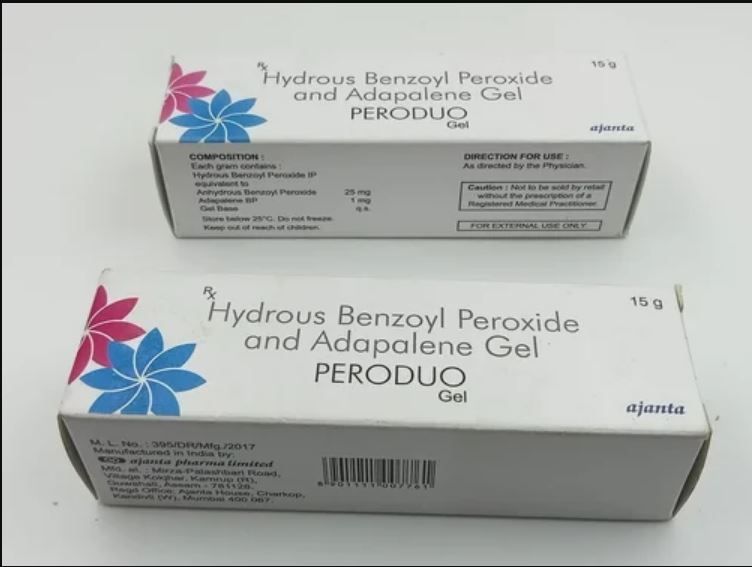 Rx
Hydrous Benzoyl Peroxide
and Adapalene Gel
PERODUO
Gel
15 g
ajanta
COMPOSITION :
Each gram contains :
Hydrous Benzoyl Peroxide IP
equivalent to
Anhydrous Benzoyl Peroxide 25 mg
Adapalene BP 1 mg
Gel Base q.s.
Store below 25°C. Do not freeze.
Keep out of reach of children.
DIRECTION FOR USE :
As directed by the Physician.
Caution : Not to be sold by retail
without the prescription of a
Registered Medical Practitioner.
FOR EXTERNAL USE ONLY
Rx
Hydrous Benzoyl Peroxide
and Adapalene Gel
PERODUO
Gel
15 g
ajanta
M. L. No. : 395/DR/Mfg./2017
Manufactured in India by:
ajanta pharma limited
Mfd. at. : Mirza-Palashbari Road,
Village Kokjhar, Kamrup (R),
Guwahati, Assam - 781128.
Regd Office: Ajanta House, Charkop,
Kandivli (W), Mumbai 400 067.